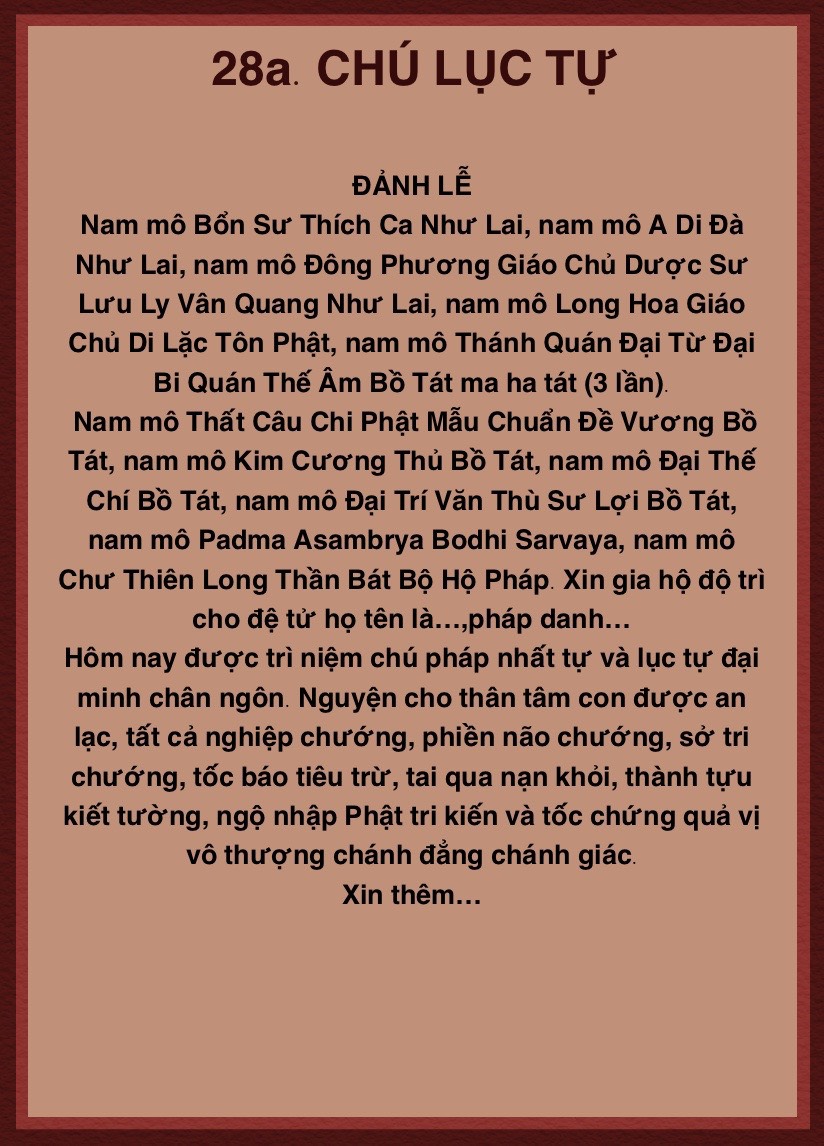 28a. CHÚ LỤC TỰ
ĐẢNH LỄ
Nam mô Bổn Sư Thích Ca Như Lai, nam mô A Di Đà
Như Lai, nam mô Đông Phương Giáo Chủ Dược Sư
Lưu Ly Vân Quang Như Lai, nam mô Long Hoa Giáo
Chủ Di Lặc Tôn Phật, nam mô Thánh Quán Đại Từ Đại
Bi Quán Thế Âm Bồ Tát ma ha tát (3 lần).
Nam mô Thất Câu Chi Phật Mẫu Chuẩn Đề Vương Bồ
Tát, nam mô Kim Cương Thủ Bồ Tát, nam mô Đại Thế
Chí Bồ Tát, nam mô Đại Trí Văn Thù Sư Lợi Bồ Tát,
nam mô Padma Asambrya Bodhi Sarvaya, nam mô
Chư Thiên Long Thần Bát Bộ Hộ Pháp. Xin gia hộ độ trì
cho đệ tử họ tên là…,pháp danh…
Hôm nay được trì niệm chú pháp nhất tự và lục tự đại
minh chân ngôn. Nguyện cho thân tâm con được an
lạc, tất cả nghiệp chướng, phiền não chướng, sở tri
chướng, tốc báo tiêu trừ, tai qua nạn khỏi, thành tựu
kiết tường, ngộ nhập Phật tri kiến và tốc chứng quả vị
vô thượng chánh đẳng chánh giác.
Xin thêm…